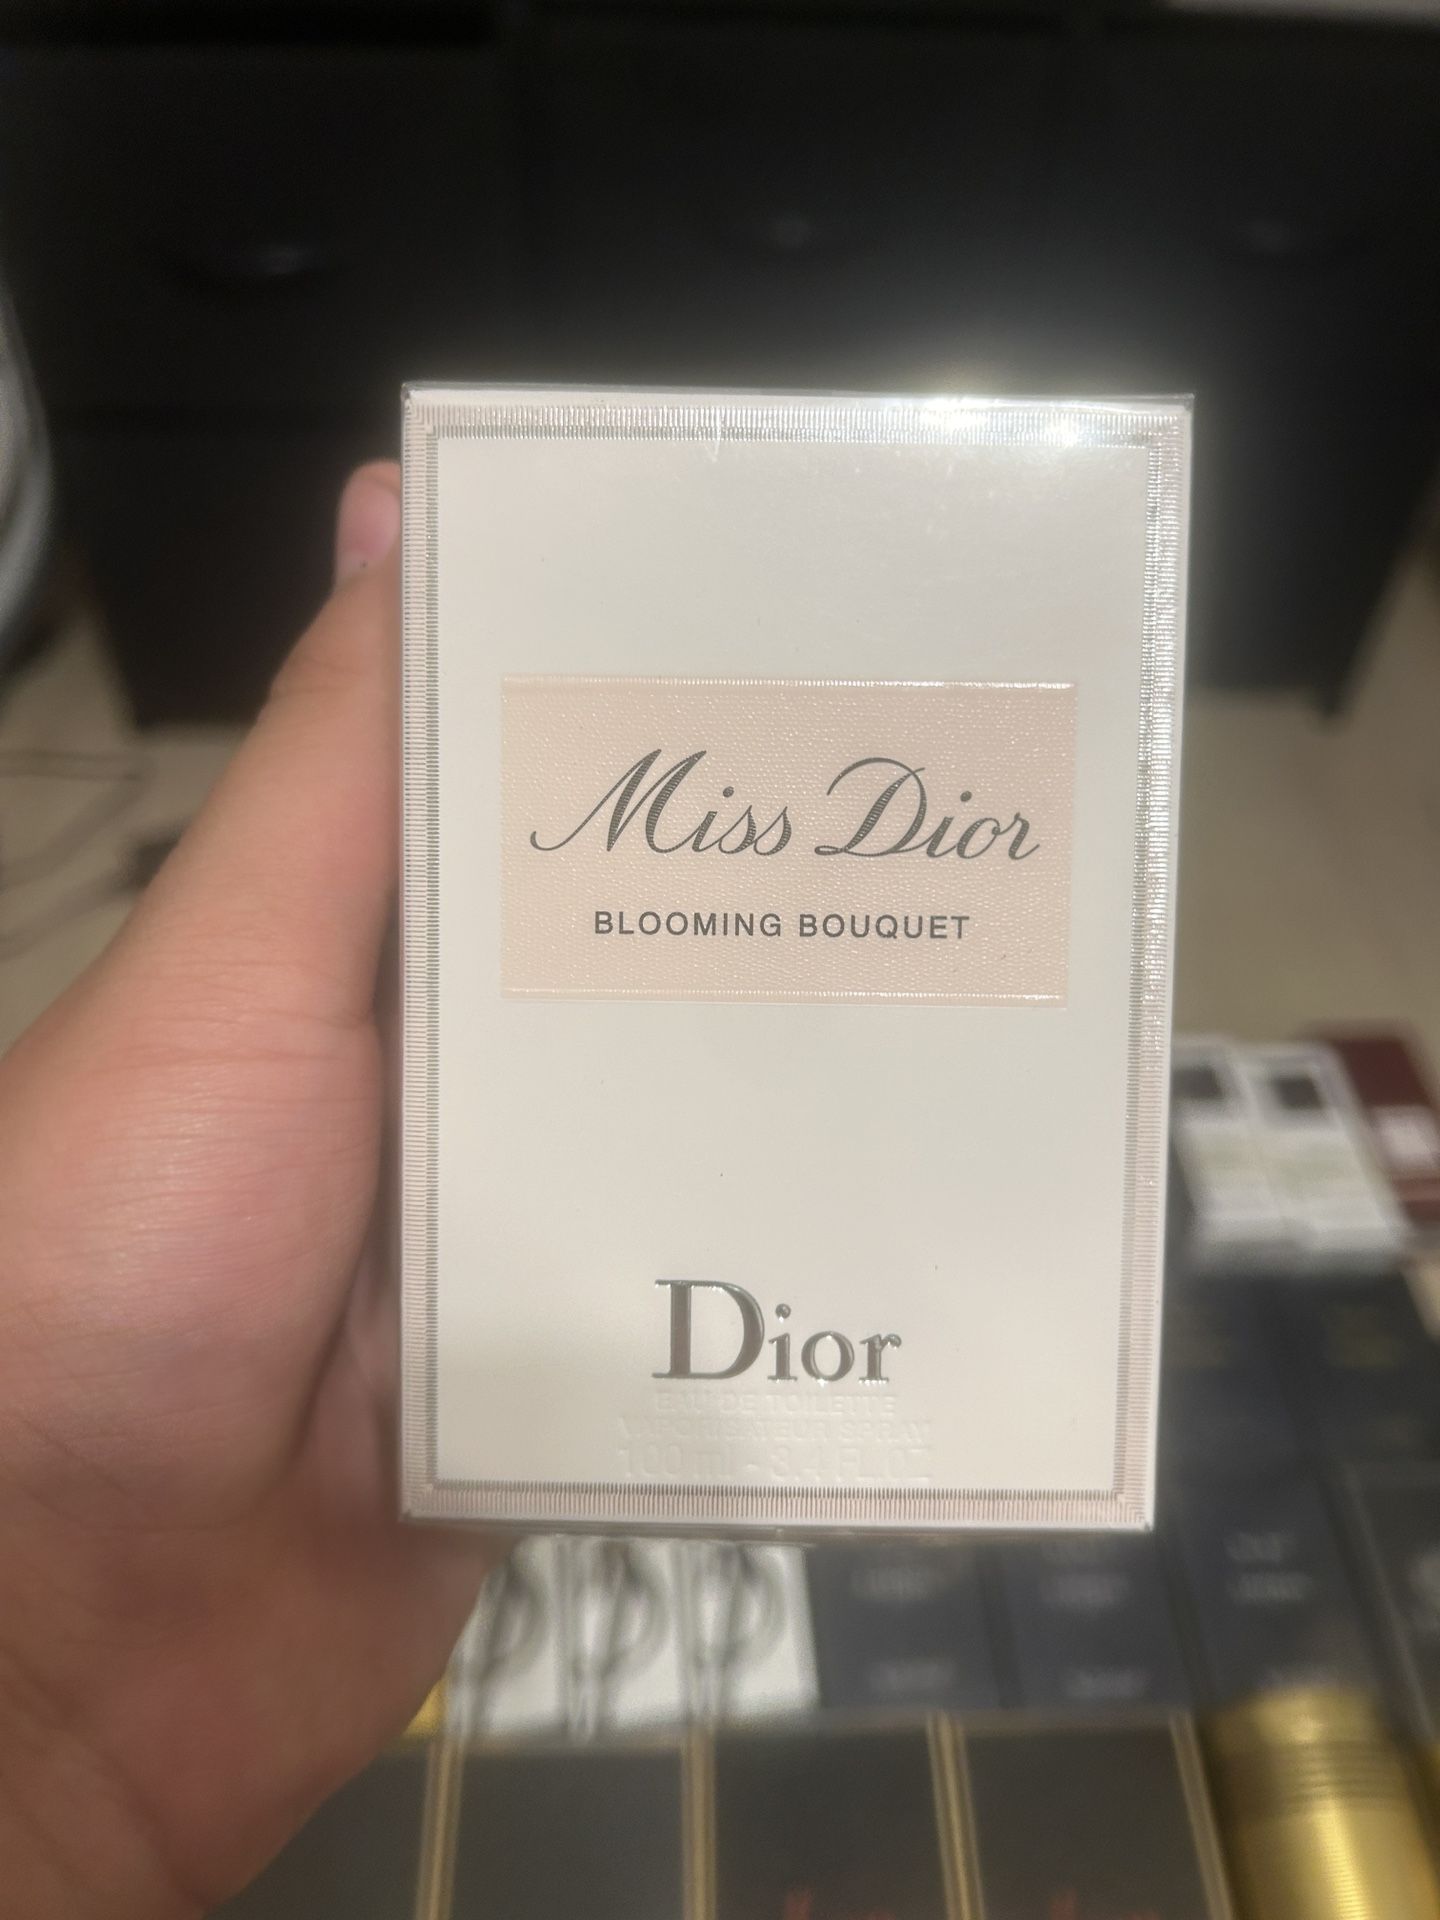 Miss Dior
BLOOMING BOUQUET
Dior
EAU DE TOILETTE
VAPORISATEUR SPRAY
100 ml - 3.4 FL.OZ